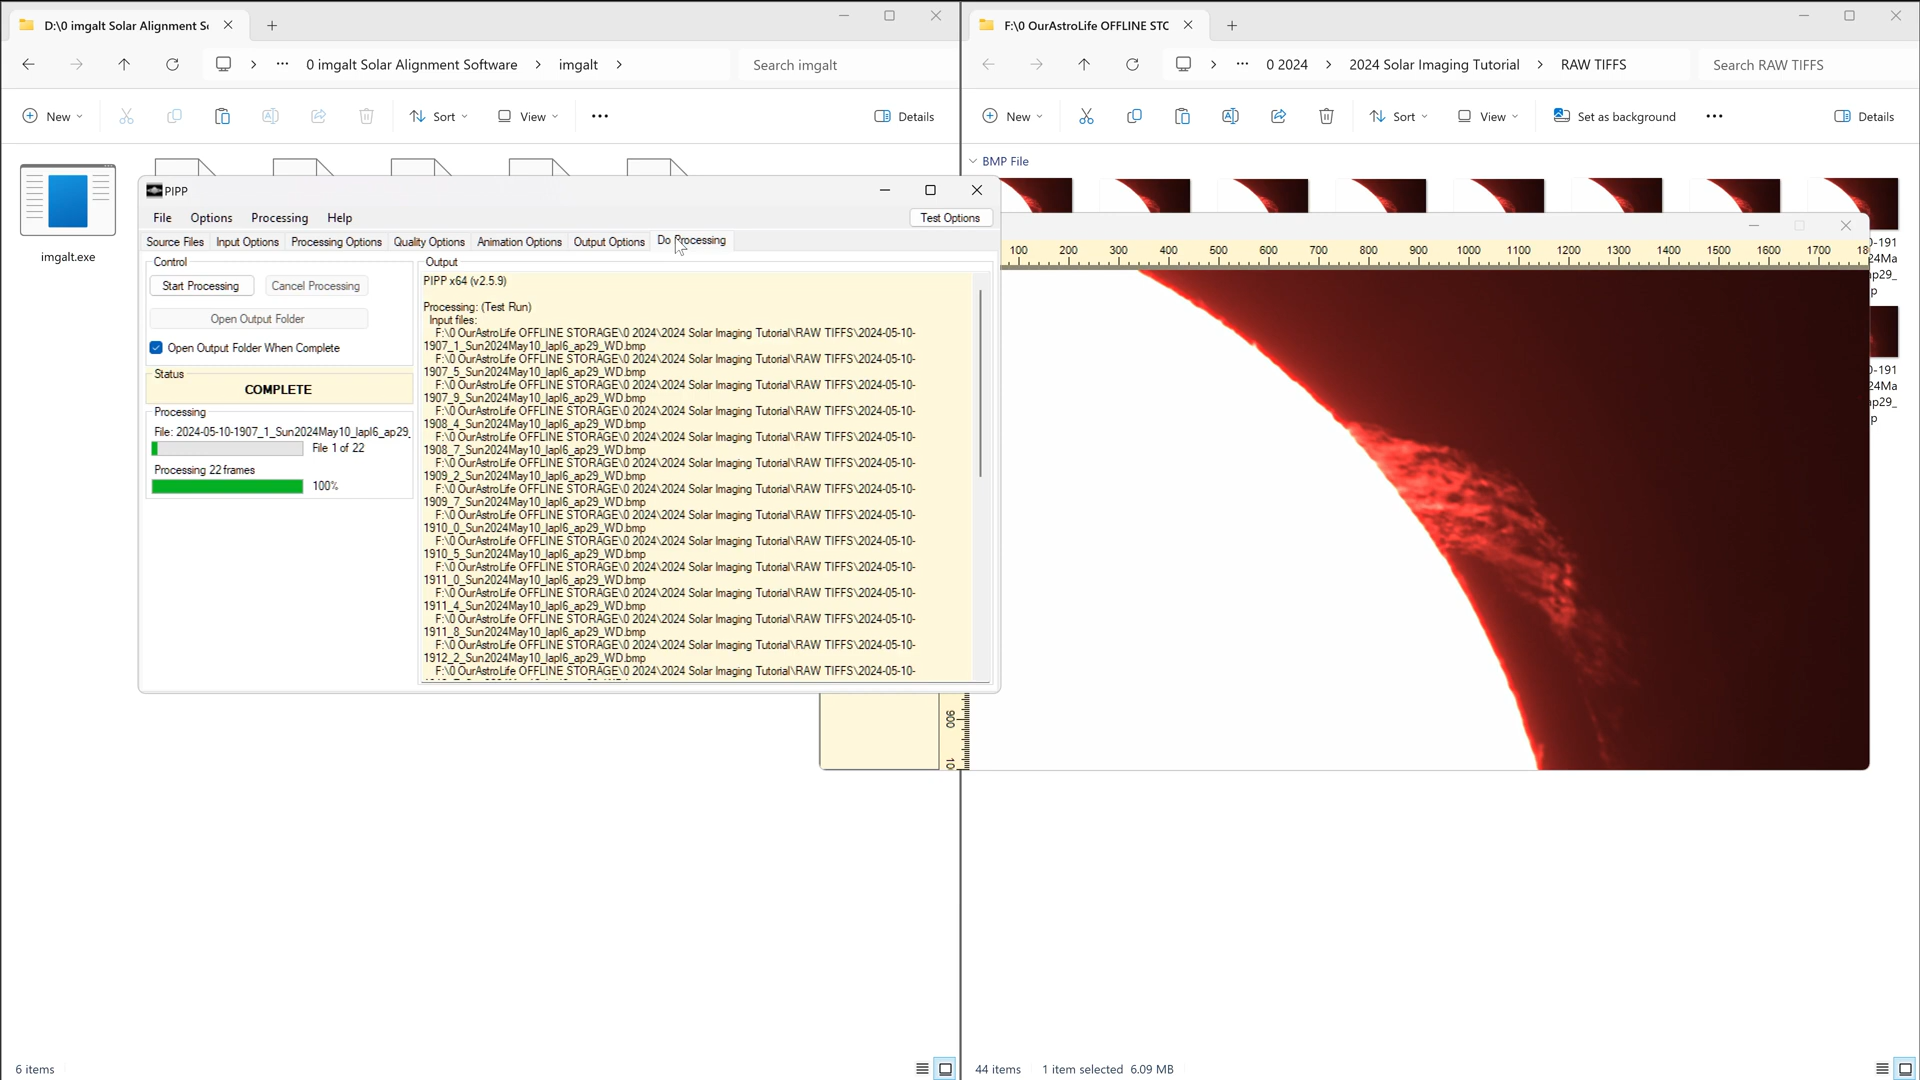 D:\0 imgalt Solar Alignment S
0 imgalt Solar Alignment Software
imgalt
Search imgalt
New
Sort
View
Details
imgalt.exe
F:\0 OurAstroLife OFFLINE STC
0 2024
2024 Solar Imaging Tutorial
RAW TIFFS
Search RAW TIFFS
New
Sort
View
Set as background
Details
BMP File
PIPP
File
Options
Processing
Help
Test Options
Source Files
Input Options
Processing Options
Quality Options
Animation Options
Output Options
Do Processing
Control
Start Processing
Cancel Processing
Open Output Folder
Open Output Folder When Complete
Status
COMPLETE
Processing
File: 2024-05-10-1907_1_Sun2024May10_lapl6_ap29_
File 1 of 22
Processing 22 frames
100%
Output
PIPP x64 (v2.5.9)
Processing: (Test Run)
Input files:
F:\0 OurAstroLife OFFLINE STORAGE\0 2024\2024 Solar Imaging Tutorial\RAW TIFFS\2024-05-10-
1907_1_Sun2024May10_lapl6_ap29_WD.bmp
F:\0 OurAstroLife OFFLINE STORAGE\0 2024\2024 Solar Imaging Tutorial\RAW TIFFS\2024-05-10-
1907_5_Sun2024May10_lapl6_ap29_WD.bmp
F:\0 OurAstroLife OFFLINE STORAGE\0 2024\2024 Solar Imaging Tutorial\RAW TIFFS\2024-05-10-
1907_9_Sun2024May10_lapl6_ap29_WD.bmp
F:\0 OurAstroLife OFFLINE STORAGE\0 2024\2024 Solar Imaging Tutorial\RAW TIFFS\2024-05-10-
1908_4_Sun2024May10_lapl6_ap29_WD.bmp
F:\0 OurAstroLife OFFLINE STORAGE\0 2024\2024 Solar Imaging Tutorial\RAW TIFFS\2024-05-10-
1908_7_Sun2024May10_lapl6_ap29_WD.bmp
F:\0 OurAstroLife OFFLINE STORAGE\0 2024\2024 Solar Imaging Tutorial\RAW TIFFS\2024-05-10-
1909_2_Sun2024May10_lapl6_ap29_WD.bmp
F:\0 OurAstroLife OFFLINE STORAGE\0 2024\2024 Solar Imaging Tutorial\RAW TIFFS\2024-05-10-
1909_7_Sun2024May10_lapl6_ap29_WD.bmp
F:\0 OurAstroLife OFFLINE STORAGE\0 2024\2024 Solar Imaging Tutorial\RAW TIFFS\2024-05-10-
1910_0_Sun2024May10_lapl6_ap29_WD.bmp
F:\0 OurAstroLife OFFLINE STORAGE\0 2024\2024 Solar Imaging Tutorial\RAW TIFFS\2024-05-10-
1910_5_Sun2024May10_lapl6_ap29_WD.bmp
F:\0 OurAstroLife OFFLINE STORAGE\0 2024\2024 Solar Imaging Tutorial\RAW TIFFS\2024-05-10-
1911_0_Sun2024May10_lapl6_ap29_WD.bmp
F:\0 OurAstroLife OFFLINE STORAGE\0 2024\2024 Solar Imaging Tutorial\RAW TIFFS\2024-05-10-
1911_4_Sun2024May10_lapl6_ap29_WD.bmp
F:\0 OurAstroLife OFFLINE STORAGE\0 2024\2024 Solar Imaging Tutorial\RAW TIFFS\2024-05-10-
1911_8_Sun2024May10_lapl6_ap29_WD.bmp
F:\0 OurAstroLife OFFLINE STORAGE\0 2024\2024 Solar Imaging Tutorial\RAW TIFFS\2024-05-10-
1912_2_Sun2024May10_lapl6_ap29_WD.bmp
F:\0 OurAstroLife OFFLINE STORAGE\0 2024\2024 Solar Imaging Tutorial\RAW TIFFS\2024-05-10-
100 200 300 400 500 600 700 800 900 1000 1100 1200 1300 1400 1500 1600 1700 18
900
10
0-191
24Ma
p29_
p
0-191
24Ma
p29_
p
6 items
44 items
1 item selected 6.09 MB